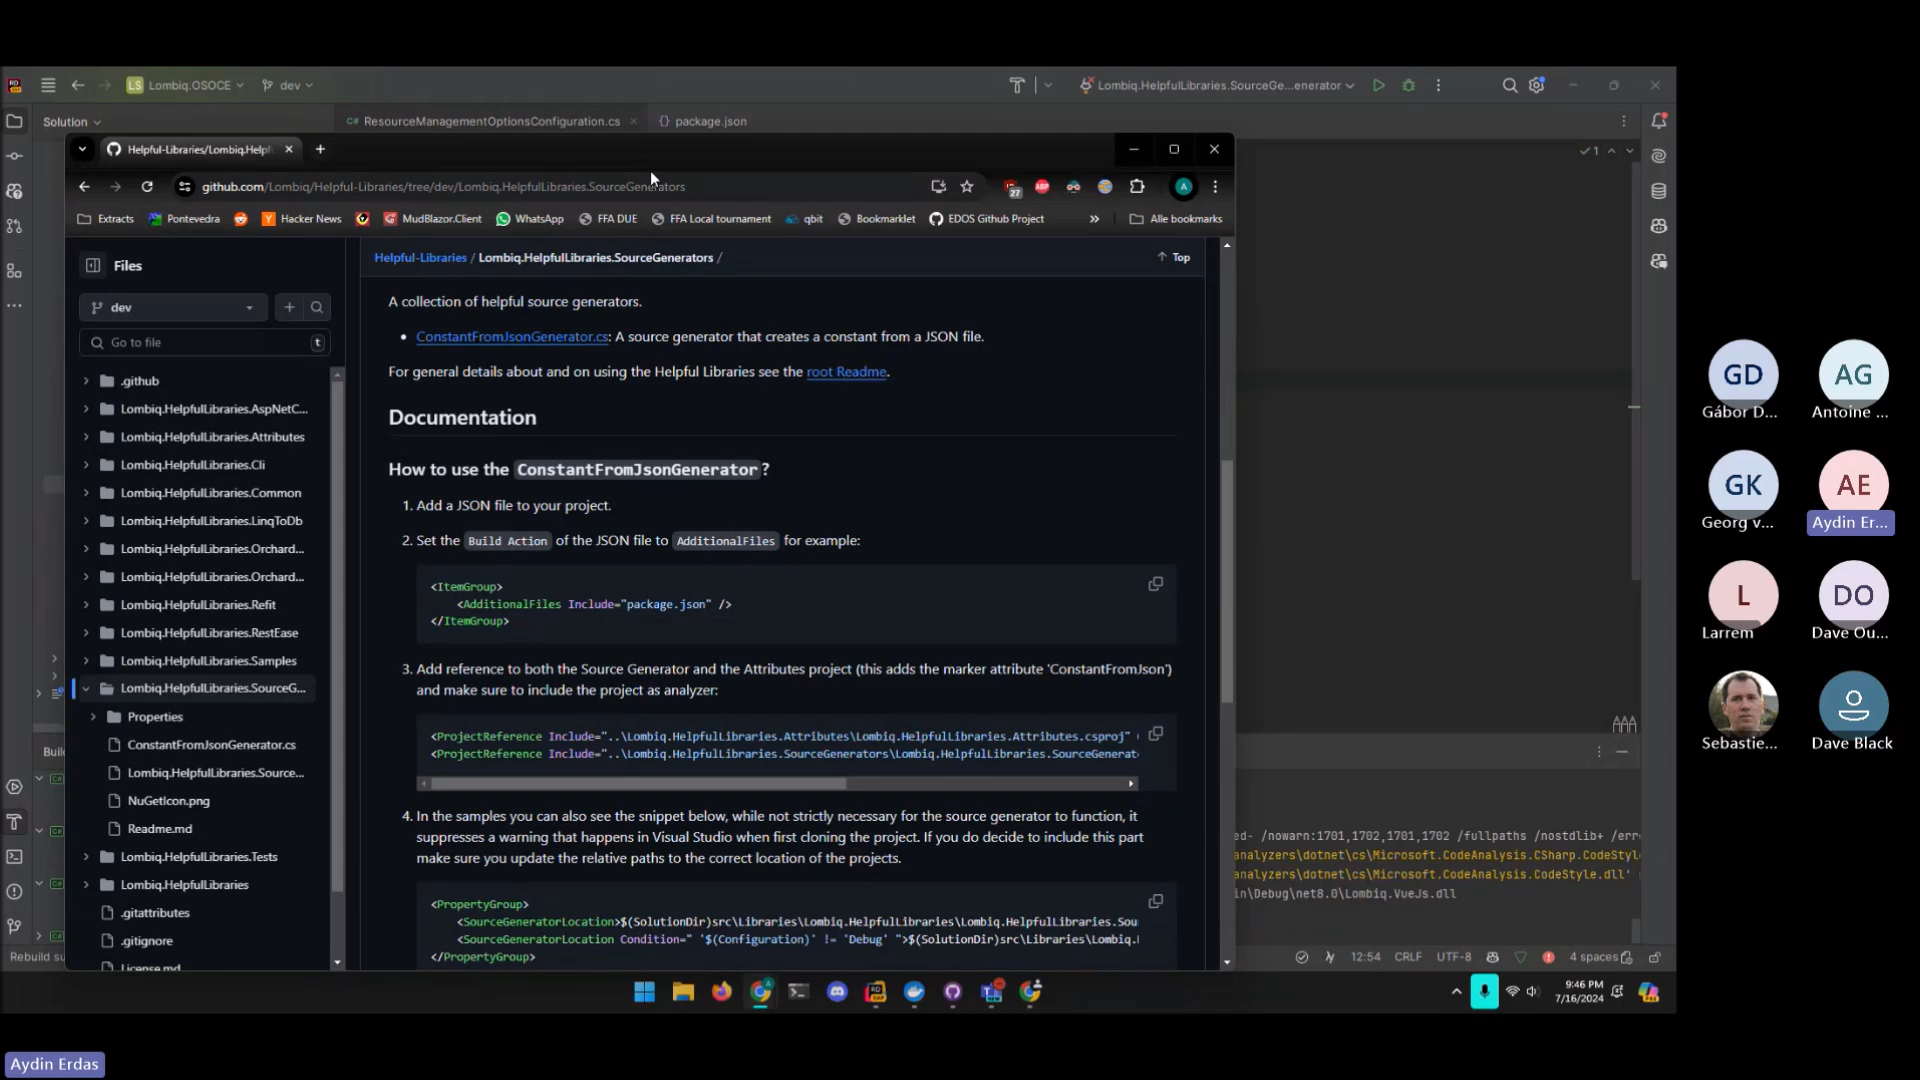 Lombiq.OSOCE
dev
Lombiq.HelpfulLibraries.SourceGe...enerator
Solution
C# ResourceManagementOptionsConfiguration.cs
{} package.json
Helpful-Libraries/Lombiq.Helpf
github.com/Lombiq/Helpful-Libraries/tree/dev/Lombiq.HelpfulLibraries.SourceGenerators
27
ABP
A
Extracts
Pontevedra
Hacker News
MudBlazor.Client
WhatsApp
FFA DUE
FFA Local tournament
qbit
Bookmarklet
EDOS Github Project
Alle bookmarks
Files
dev
Go to file
t
.github
Lombiq.HelpfulLibraries.AspNetC...
Lombiq.HelpfulLibraries.Attributes
Lombiq.HelpfulLibraries.Cli
Lombiq.HelpfulLibraries.Common
Lombiq.HelpfulLibraries.LinqToDb
Lombiq.HelpfulLibraries.Orchard...
Lombiq.HelpfulLibraries.Orchard...
Lombiq.HelpfulLibraries.Refit
Lombiq.HelpfulLibraries.RestEase
Lombiq.HelpfulLibraries.Samples
Lombiq.HelpfulLibraries.SourceG...
Properties
ConstantFromJsonGenerator.cs
Lombiq.HelpfulLibraries.Source...
NuGetIcon.png
Readme.md
Lombiq.HelpfulLibraries.Tests
Lombiq.HelpfulLibraries
.gitattributes
.gitignore
License.md
Helpful-Libraries / Lombiq.HelpfulLibraries.SourceGenerators /
Top
A collection of helpful source generators.
• ConstantFromJsonGenerator.cs: A source generator that creates a constant from a JSON file.
For general details about and on using the Helpful Libraries see the root Readme.
Documentation
How to use the ConstantFromJsonGenerator?
1. Add a JSON file to your project.
2. Set the Build Action of the JSON file to AdditionalFiles for example:
<ItemGroup>
<AdditionalFiles Include="package.json" />
</ItemGroup>
3. Add reference to both the Source Generator and the Attributes project (this adds the marker attribute 'ConstantFromJson')
and make sure to include the project as analyzer:
<ProjectReference Include="..\Lombiq.HelpfulLibraries.Attributes\Lombiq.HelpfulLibraries.Attributes.csproj"
<ProjectReference Include="..\Lombiq.HelpfulLibraries.SourceGenerators\Lombiq.HelpfulLibraries.SourceGenerat
4. In the samples you can also see the snippet below, while not strictly necessary for the source generator to function, it
suppresses a warning that happens in Visual Studio when first cloning the project. If you do decide to include this part
make sure you update the relative paths to the correct location of the projects.
<PropertyGroup>
<SourceGeneratorLocation>$(SolutionDir)src\Libraries\Lombiq.HelpfulLibraries\Lombiq.HelpfulLibraries.Sou
<SourceGeneratorLocation Condition=" '$(Configuration)' != 'Debug' ">$(SolutionDir)src\Libraries\Lombiq.
</PropertyGroup>
1
Buil
ed- /nowarn:1701,1702,1701,1702 /fullpaths /nostdlib+ /erro
analyzers\dotnet\cs\Microsoft.CodeAnalysis.CSharp.CodeStyle
analyzers\dotnet\cs\Microsoft.CodeAnalysis.CodeStyle.dll'
in\Debug\net8.0\Lombiq.VueJs.dll
Rebuild su
12:54
CRLF
UTF-8
4 spaces
9:46 PM
7/16/2024
GD
Gábor D...
AG
Antoine ...
GK
Georg v...
AE
Aydin Er...
L
Larrem
DO
Dave Ou...
Sebastie...
Dave Black
Aydin Erdas